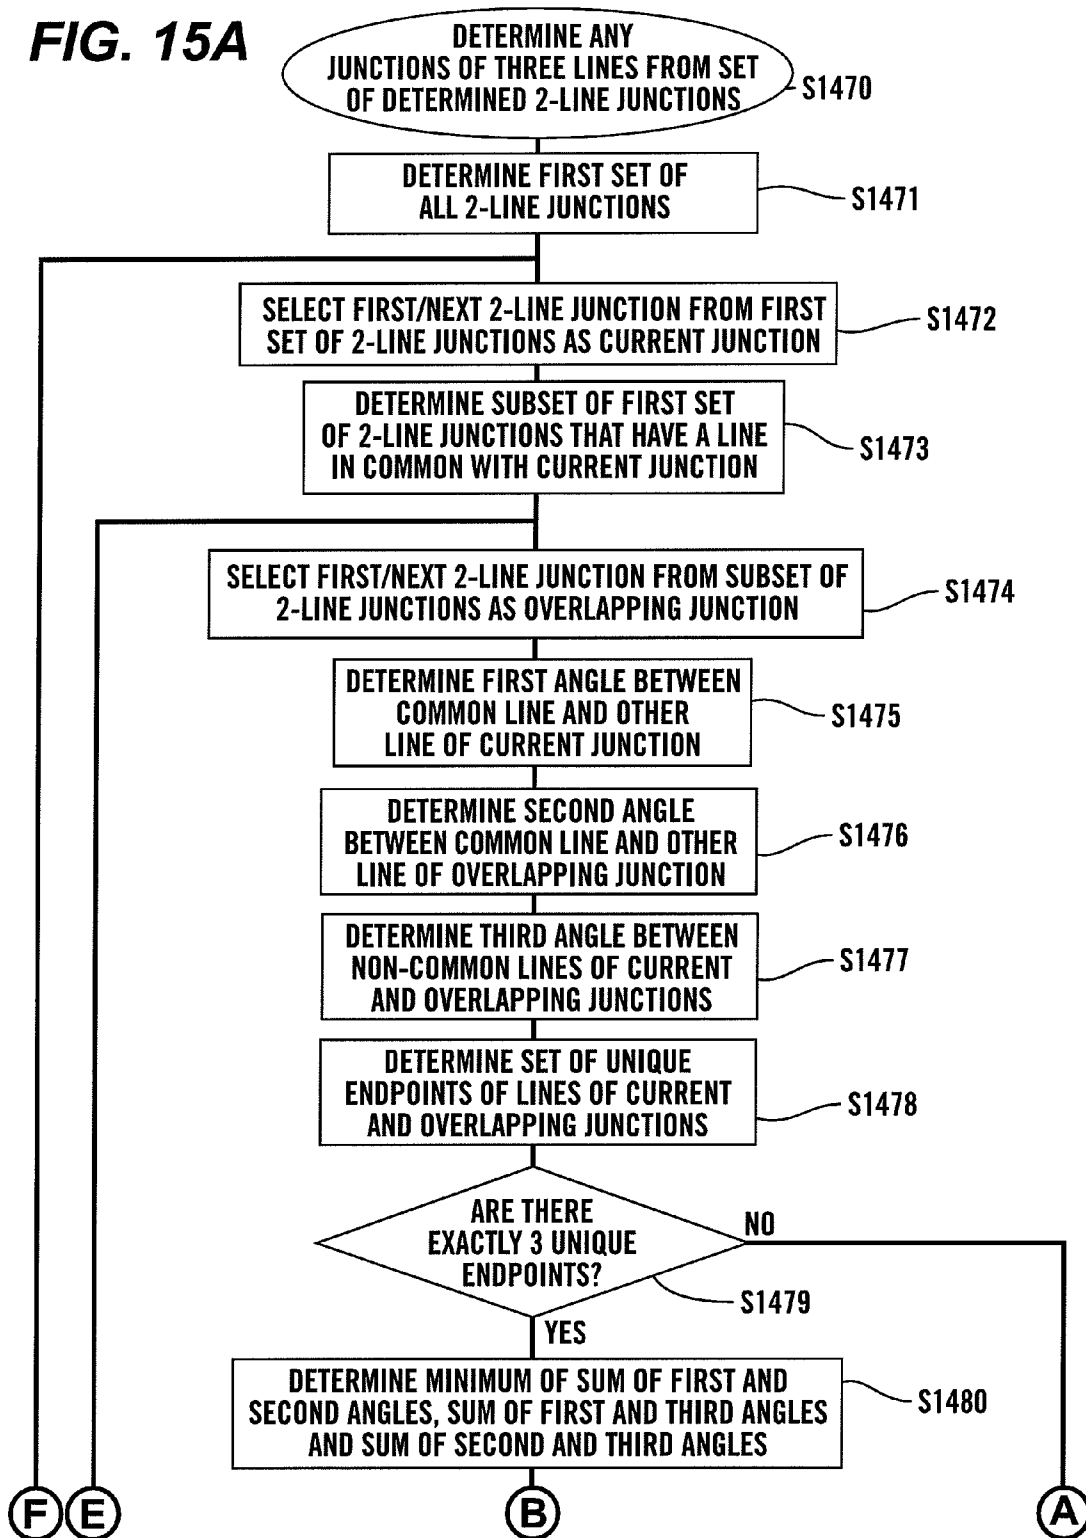 FIG. 15A
DETERMINE ANY
JUNCTIONS OF THREE LINES FROM SET
OF DETERMINED 2-LINE JUNCTIONS
S1470
DETERMINE FIRST SET OF
ALL 2-LINE JUNCTIONS
S1471
SELECT FIRST/NEXT 2-LINE JUNCTION FROM FIRST
SET OF 2-LINE JUNCTIONS AS CURRENT JUNCTION
S1472
DETERMINE SUBSET OF FIRST SET
OF 2-LINE JUNCTIONS THAT HAVE A LINE
IN COMMON WITH CURRENT JUNCTION
S1473
SELECT FIRST/NEXT 2-LINE JUNCTION FROM SUBSET OF
2-LINE JUNCTIONS AS OVERLAPPING JUNCTION
S1474
DETERMINE FIRST ANGLE BETWEEN
COMMON LINE AND OTHER
LINE OF CURRENT JUNCTION
S1475
DETERMINE SECOND ANGLE
BETWEEN COMMON LINE AND OTHER
LINE OF OVERLAPPING JUNCTION
S1476
DETERMINE THIRD ANGLE BETWEEN
NON-COMMON LINES OF CURRENT
AND OVERLAPPING JUNCTIONS
S1477
DETERMINE SET OF UNIQUE
ENDPOINTS OF LINES OF CURRENT
AND OVERLAPPING JUNCTIONS
S1478
ARE THERE
EXACTLY 3 UNIQUE
ENDPOINTS?
NO
S1479
YES
DETERMINE MINIMUM OF SUM OF FIRST AND
SECOND ANGLES, SUM OF FIRST AND THIRD ANGLES
AND SUM OF SECOND AND THIRD ANGLES
S1480
F
E
B
A